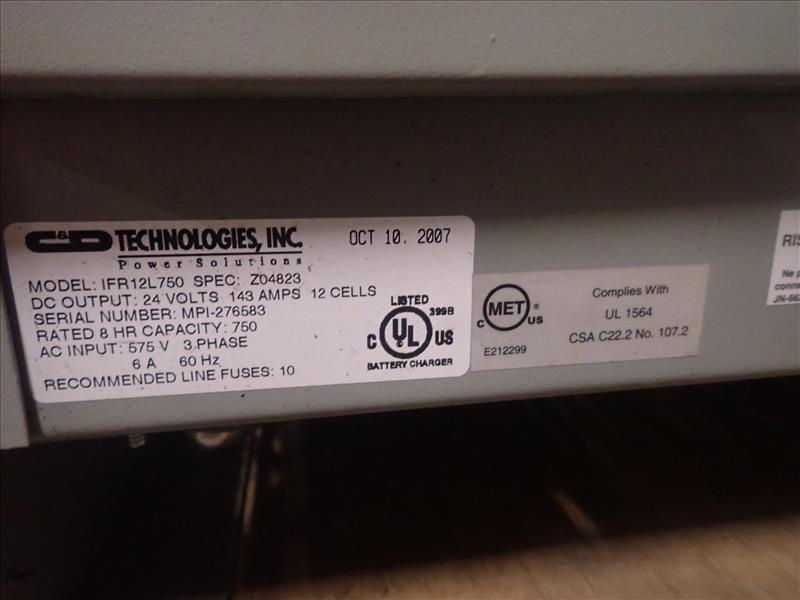 C&D TECHNOLOGIES, INC. OCT 10. 2007
Power Solutions
MODEL: IFR12L750 SPEC: Z04823
DC OUTPUT: 24 VOLTS 143 AMPS 12 CELLS
SERIAL NUMBER: MPI-276583
RATED 8 HR CAPACITY: 750
AC INPUT: 575 V 3 PHASE
6 A 60 Hz
RECOMMENDED LINE FUSES: 10
LISTED
399B
C UL US
BATTERY CHARGER
C MET ® US
E212299
Complies With
UL 1564
CSA C22.2 No. 107.2
Ne